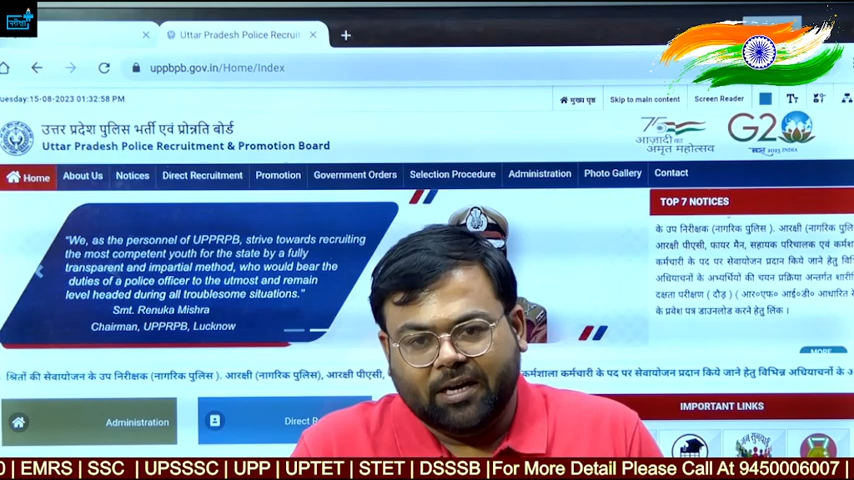 परीक्षा
Uttar Pradesh Police Recruit
uppbpb.gov.in/Home/Index
uesday:15-08-2023 01:32:58 PM
मुख्य पृष्ठ
Skip to main content
Screen Reader
उत्तर प्रदेश पुलिस भर्ती एवं प्रोन्नति बोर्ड
Uttar Pradesh Police Recruitment & Promotion Board
75
आज़ादी का
अमृत महोत्सव
G20
2023 INDIA
Home
About Us
Notices
Direct Recruitment
Promotion
Government Orders
Selection Procedure
Administration
Photo Gallery
Contact
"We, as the personnel of UPPRPB, strive towards recruiting
the most competent youth for the state by a fully
transparent and impartial method, who would bear the
duties of a police officer to the utmost and remain
level headed during all troublesome situations."
Smt. Renuka Mishra
Chairman, UPPRPB, Lucknow
TOP 7 NOTICES
के उप निरीक्षक (नागरिक पुलिस), आरक्षी (नागरिक पुलि
आरक्षी पीएसी, फायर मैन, सहायक परिचालक एवं कर्मश
कर्मचारी के पद पर सेवायोजन प्रदान किये जाने हेतु विभि
अधियाचनों के अभ्यर्थियों की चयन प्रक्रिया अन्तर्गत शारी
दक्षता परीक्षण ( दौड़ ) ( आर०एफ० आई०डी० आधारित से
के प्रवेश पत्र डाउनलोड करने हेतु लिंक ।
MORE
श्रितों की सेवायोजन के उप निरीक्षक (नागरिक पुलिस ), आरक्षी (नागरिक पुलिस), आरक्षी पीएसी,
कर्मशाला कर्मचारी के पद पर सेवायोजन प्रदान किये जाने हेतु विभिन्न अधियाचनों के अ
Administration
Direct R
IMPORTANT LINKS
| EMRS | SSC | UPSSSC | UPP | UPTET | STET | DSSSB |For More Detail Please Call At 9450006007 |